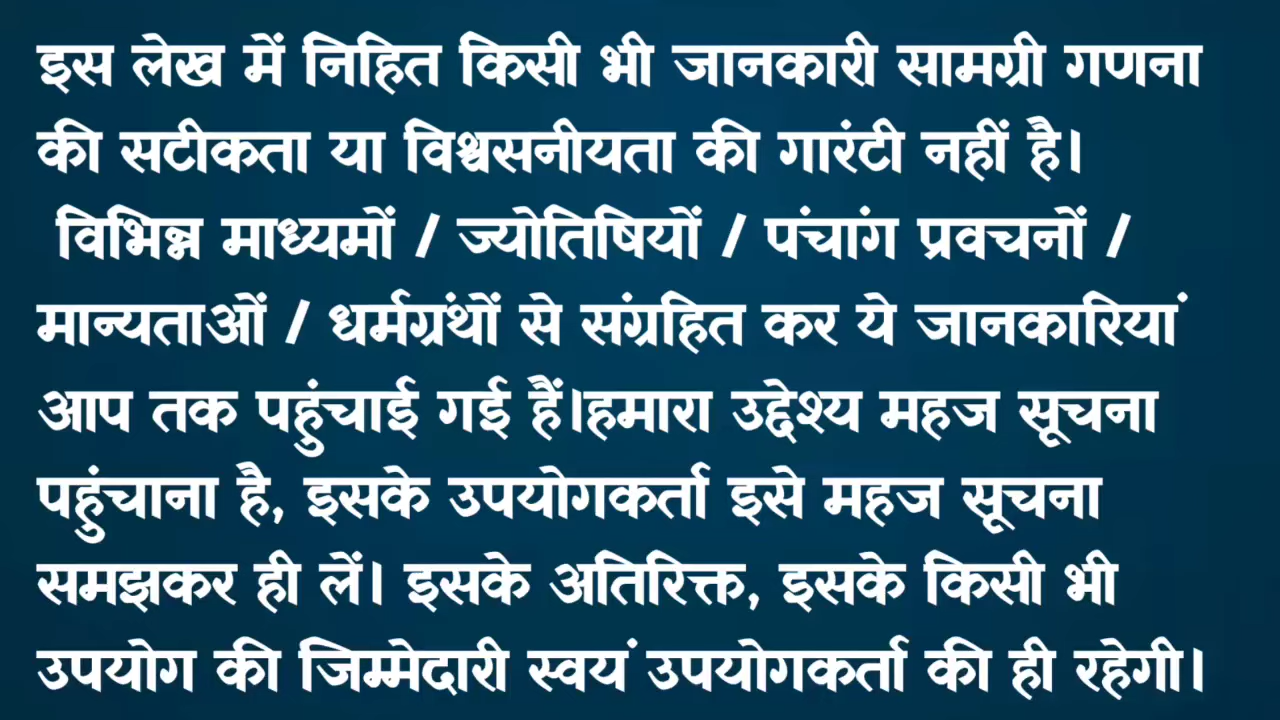 इस लेख में निहित किसी भी जानकारी सामग्री गणना
की सटीकता या विश्वसनीयता की गारंटी नहीं है।
विभिन्न माध्यमों / ज्योतिषियों / पंचांग प्रवचनों /
मान्यताओं / धर्मग्रंथों से संग्रहित कर ये जानकारियां
आप तक पहुंचाई गई हैं।हमारा उद्देश्य महज सूचना
पहुंचाना है, इसके उपयोगकर्ता इसे महज सूचना
समझकर ही लें। इसके अतिरिक्त, इसके किसी भी
उपयोग की जिम्मेदारी स्वयं उपयोगकर्ता की ही रहेगी।